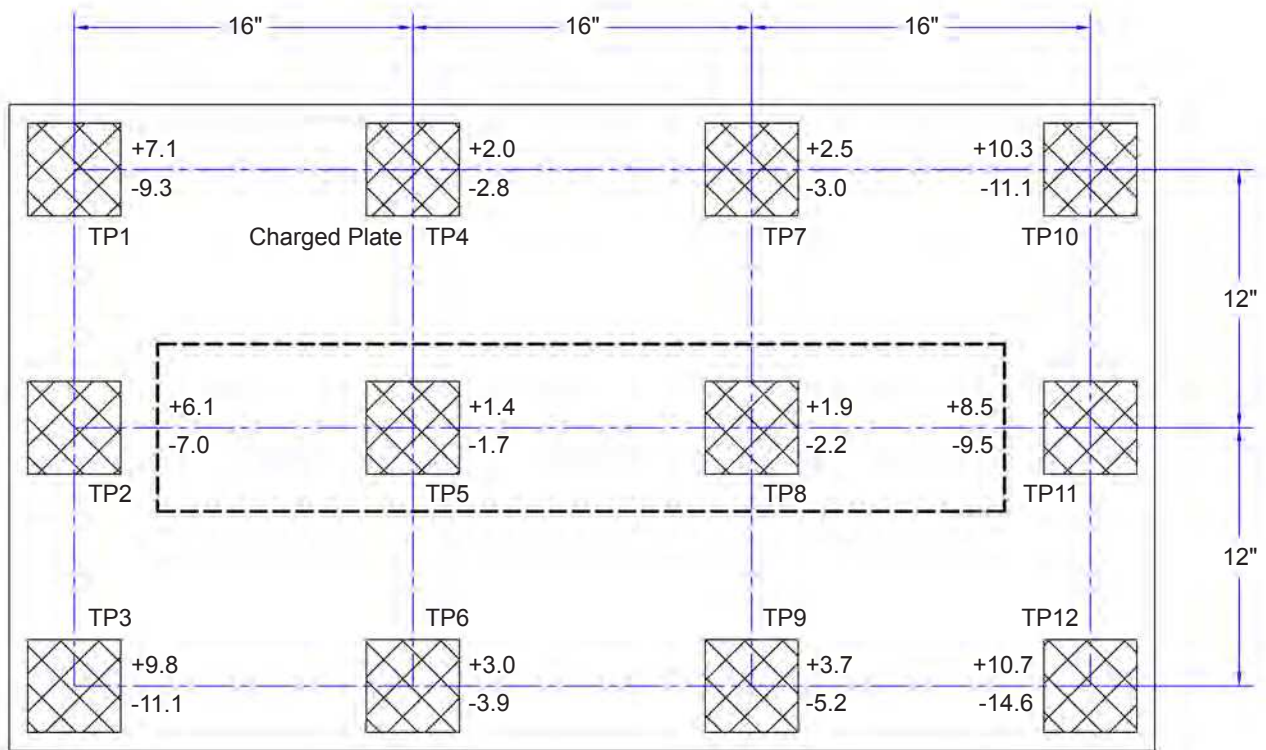 16" 16" 16"
+7.1 +2.0 +2.5 +10.3
-9.3 -2.8 -3.0 -11.1
TP1 Charged Plate TP4 TP7 TP10
12"
+6.1 +1.4 +1.9 +8.5
-7.0 -1.7 -2.2 -9.5
TP2 TP5 TP8 TP11
12"
TP3 TP6 TP9 TP12
+9.8 +3.0 +3.7 +10.7
-11.1 -3.9 -5.2 -14.6